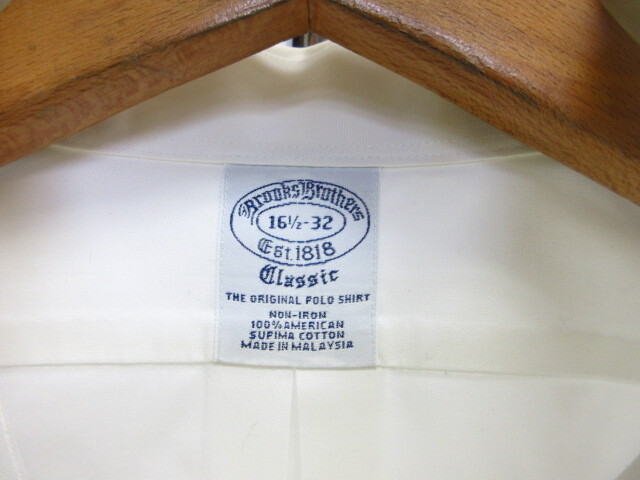 Brooks Brothers
16½-32
Est. 1818
Classic
THE ORIGINAL POLO SHIRT
NON-IRON
100% AMERICAN
SUPIMA COTTON
MADE IN MALAYSIA